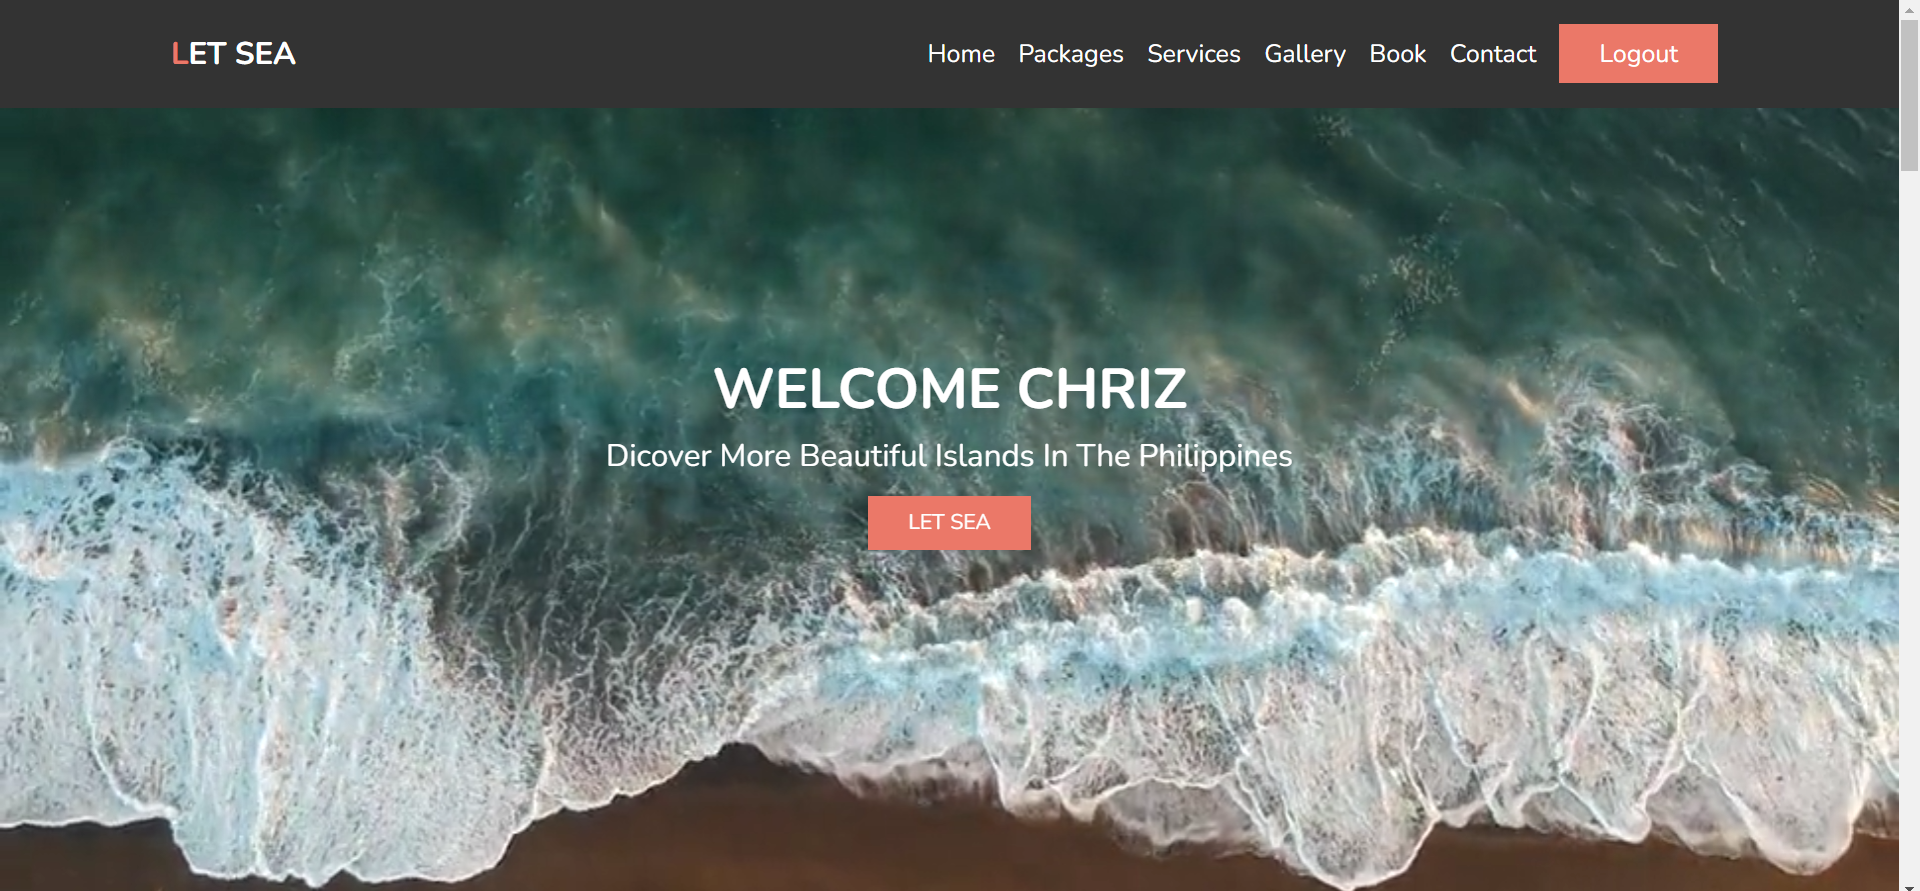 LET SEA
Home Packages Services Gallery Book Contact Logout
WELCOME CHRIZ
Dicover More Beautiful Islands In The Philippines
LET SEA